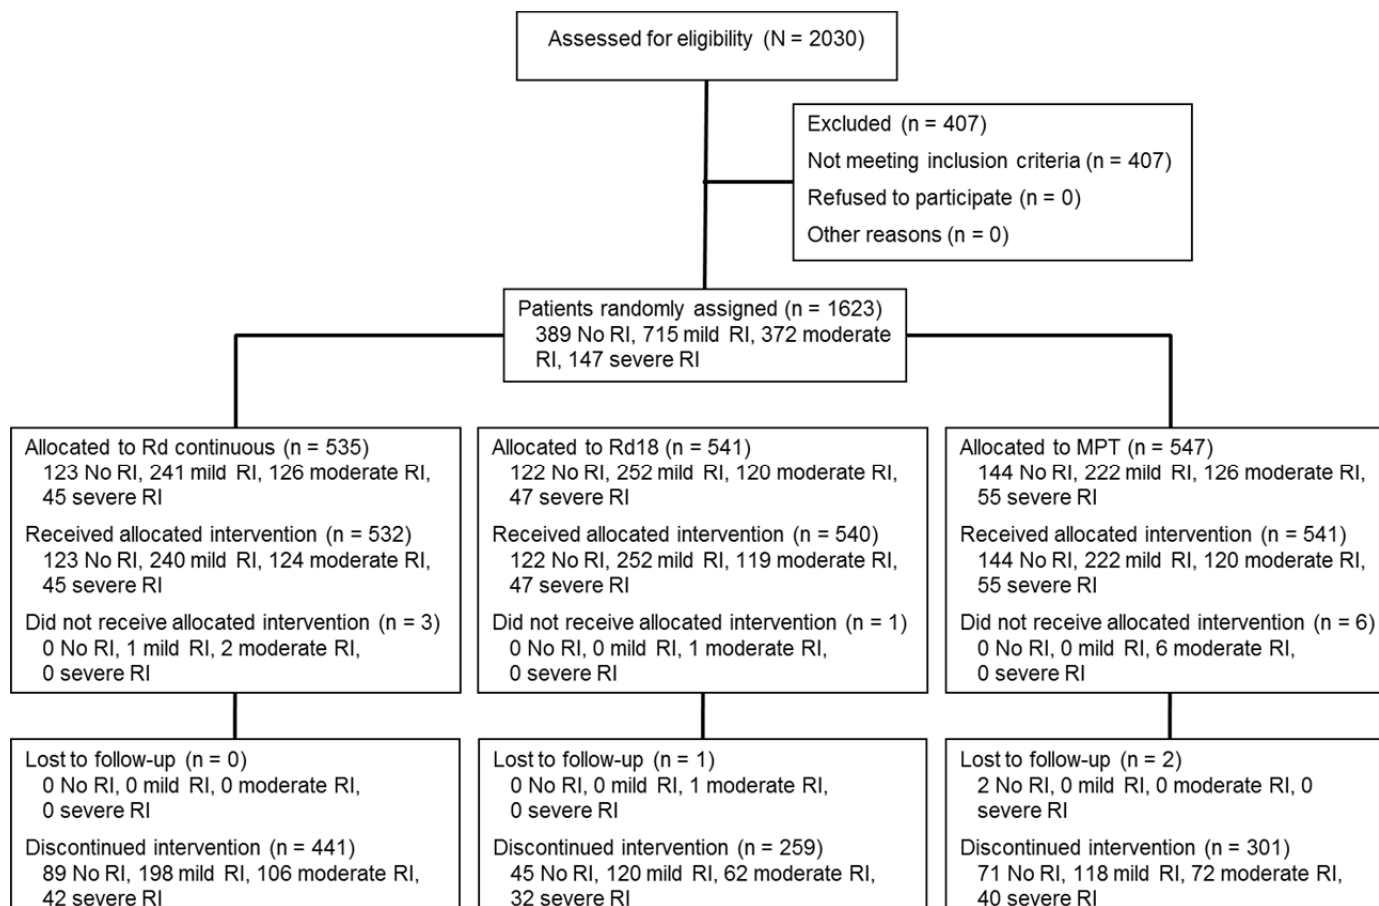 Assessed for eligibility (N = 2030)
Excluded (n = 407)
Not meeting inclusion criteria (n = 407)
Refused to participate (n = 0)
Other reasons (n = 0)
Patients randomly assigned (n = 1623)
389 No RI, 715 mild RI, 372 moderate
RI, 147 severe RI
Allocated to Rd continuous (n = 535)
123 No RI, 241 mild RI, 126 moderate RI,
45 severe RI
Received allocated intervention (n = 532)
123 No RI, 240 mild RI, 124 moderate RI,
45 severe RI
Did not receive allocated intervention (n = 3)
0 No RI, 1 mild RI, 2 moderate RI,
0 severe RI
Allocated to Rd18 (n = 541)
122 No RI, 252 mild RI, 120 moderate RI,
47 severe RI
Received allocated intervention (n = 540)
122 No RI, 252 mild RI, 119 moderate RI,
47 severe RI
Did not receive allocated intervention (n = 1)
0 No RI, 0 mild RI, 1 moderate RI,
0 severe RI
Allocated to MPT (n = 547)
144 No RI, 222 mild RI, 126 moderate RI,
55 severe RI
Received allocated intervention (n = 541)
144 No RI, 222 mild RI, 120 moderate RI,
55 severe RI
Did not receive allocated intervention (n = 6)
0 No RI, 0 mild RI, 6 moderate RI,
0 severe RI
Lost to follow-up (n = 0)
0 No RI, 0 mild RI, 0 moderate RI,
0 severe RI
Discontinued intervention (n = 441)
89 No RI, 198 mild RI, 106 moderate RI,
42 severe RI
Lost to follow-up (n = 1)
0 No RI, 0 mild RI, 1 moderate RI,
0 severe RI
Discontinued intervention (n = 259)
45 No RI, 120 mild RI, 62 moderate RI,
32 severe RI
Lost to follow-up (n = 2)
2 No RI, 0 mild RI, 0 moderate RI, 0
severe RI
Discontinued intervention (n = 301)
71 No RI, 118 mild RI, 72 moderate RI,
40 severe RI